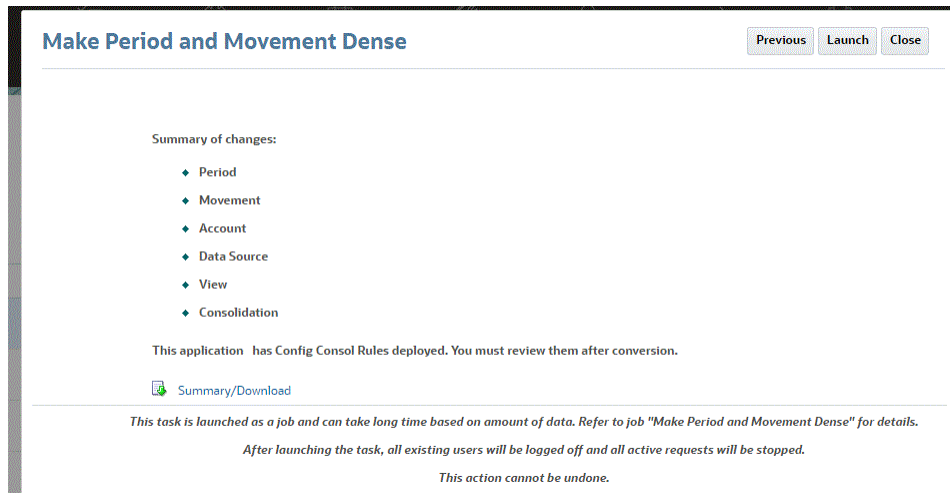 Make Period and Movement Dense
Previous Launch Close
Summary of changes:
Period
Movement
Account
Data Source
View
Consolidation
This application has Config Consol Rules deployed. You must review them after conversion.
Summary/Download
This task is launched as a job and can take long time based on amount of data. Refer to job "Make Period and Movement Dense" for details.
After launching the task, all existing users will be logged off and all active requests will be stopped.
This action cannot be undone.